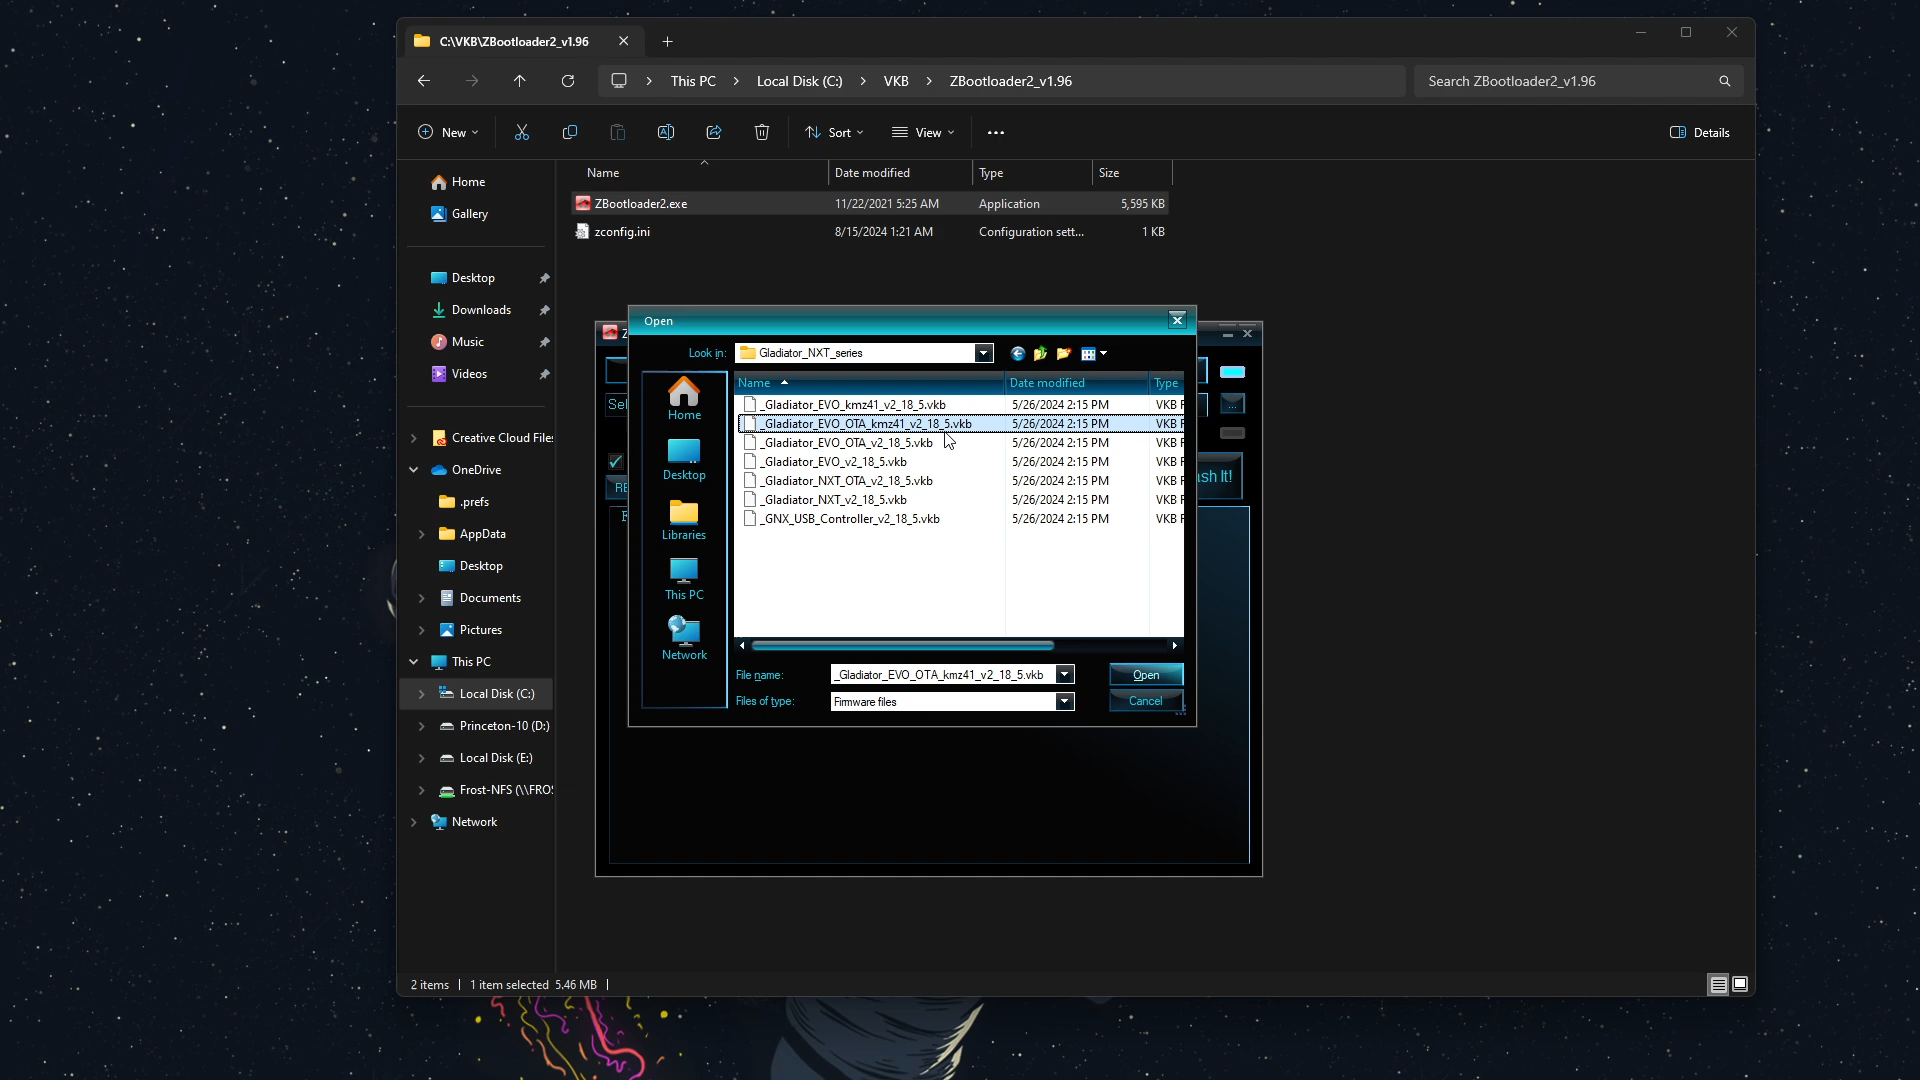 C:\VKB\ZBootloader2_v1.96
This PC > Local Disk (C:) > VKB > ZBootloader2_v1.96
Search ZBootloader2_v1.96
New
Sort
View
Details
Name
Date modified
Type
Size
ZBootloader2.exe 11/22/2021 5:25 AM Application 5,595 KB
zconfig.ini 8/15/2024 1:21 AM Configuration sett... 1 KB
Home
Gallery
Desktop
Downloads
Music
Videos
Creative Cloud Files
OneDrive
.prefs
AppData
Desktop
Documents
Pictures
This PC
Local Disk (C:)
Princeton-10 (D:)
Local Disk (E:)
Frost-NFS (\\FROS
Network
Z
Sel
RE
F
...
ash It!
Open
Look in: Gladiator_NXT_series
Home
Desktop
Libraries
This PC
Network
Name Date modified Type
_Gladiator_EVO_kmz41_v2_18_5.vkb 5/26/2024 2:15 PM VKB F
_Gladiator_EVO_OTA_kmz41_v2_18_5.vkb 5/26/2024 2:15 PM VKB F
_Gladiator_EVO_OTA_v2_18_5.vkb 5/26/2024 2:15 PM VKB F
_Gladiator_EVO_v2_18_5.vkb 5/26/2024 2:15 PM VKB F
_Gladiator_NXT_OTA_v2_18_5.vkb 5/26/2024 2:15 PM VKB F
_Gladiator_NXT_v2_18_5.vkb 5/26/2024 2:15 PM VKB F
_GNX_USB_Controller_v2_18_5.vkb 5/26/2024 2:15 PM VKB F
File name: _Gladiator_EVO_OTA_kmz41_v2_18_5.vkb Open
Files of type: Firmware files Cancel
2 items | 1 item selected 5.46 MB |